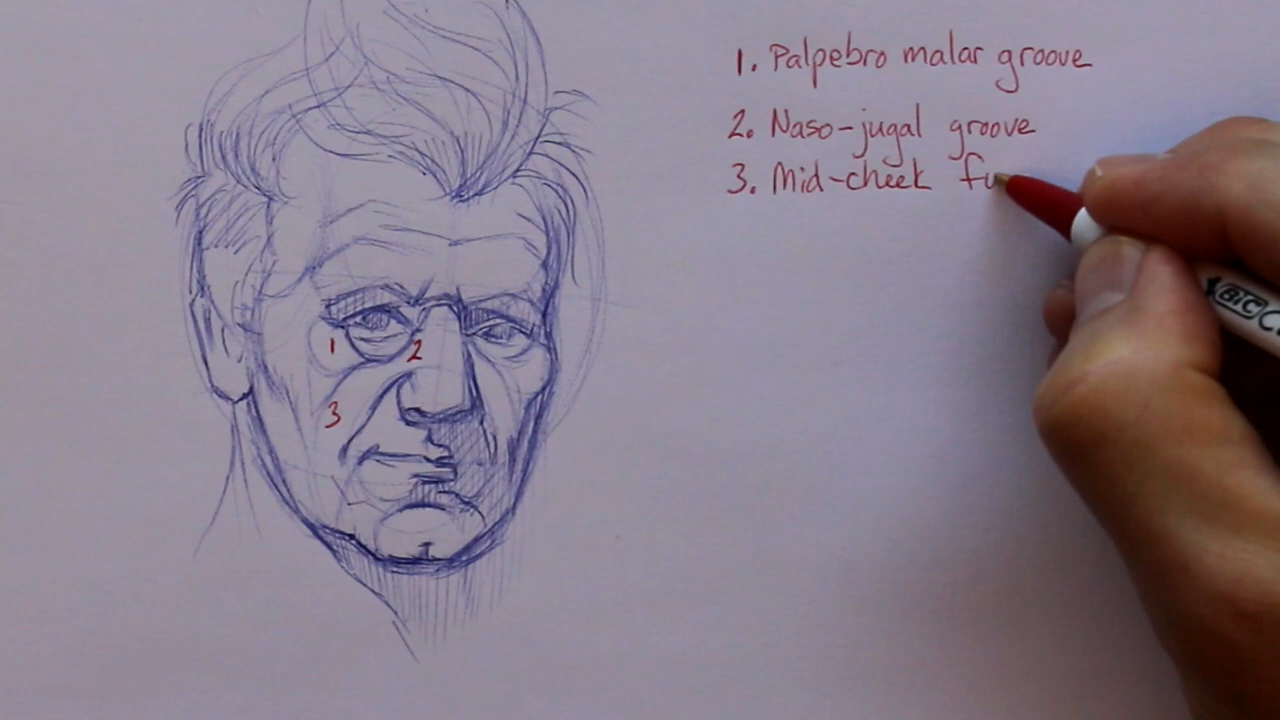 1. Palpebro malar groove
2. Naso-jugal groove
3. Mid-cheek fu
1 2
3
BIC C